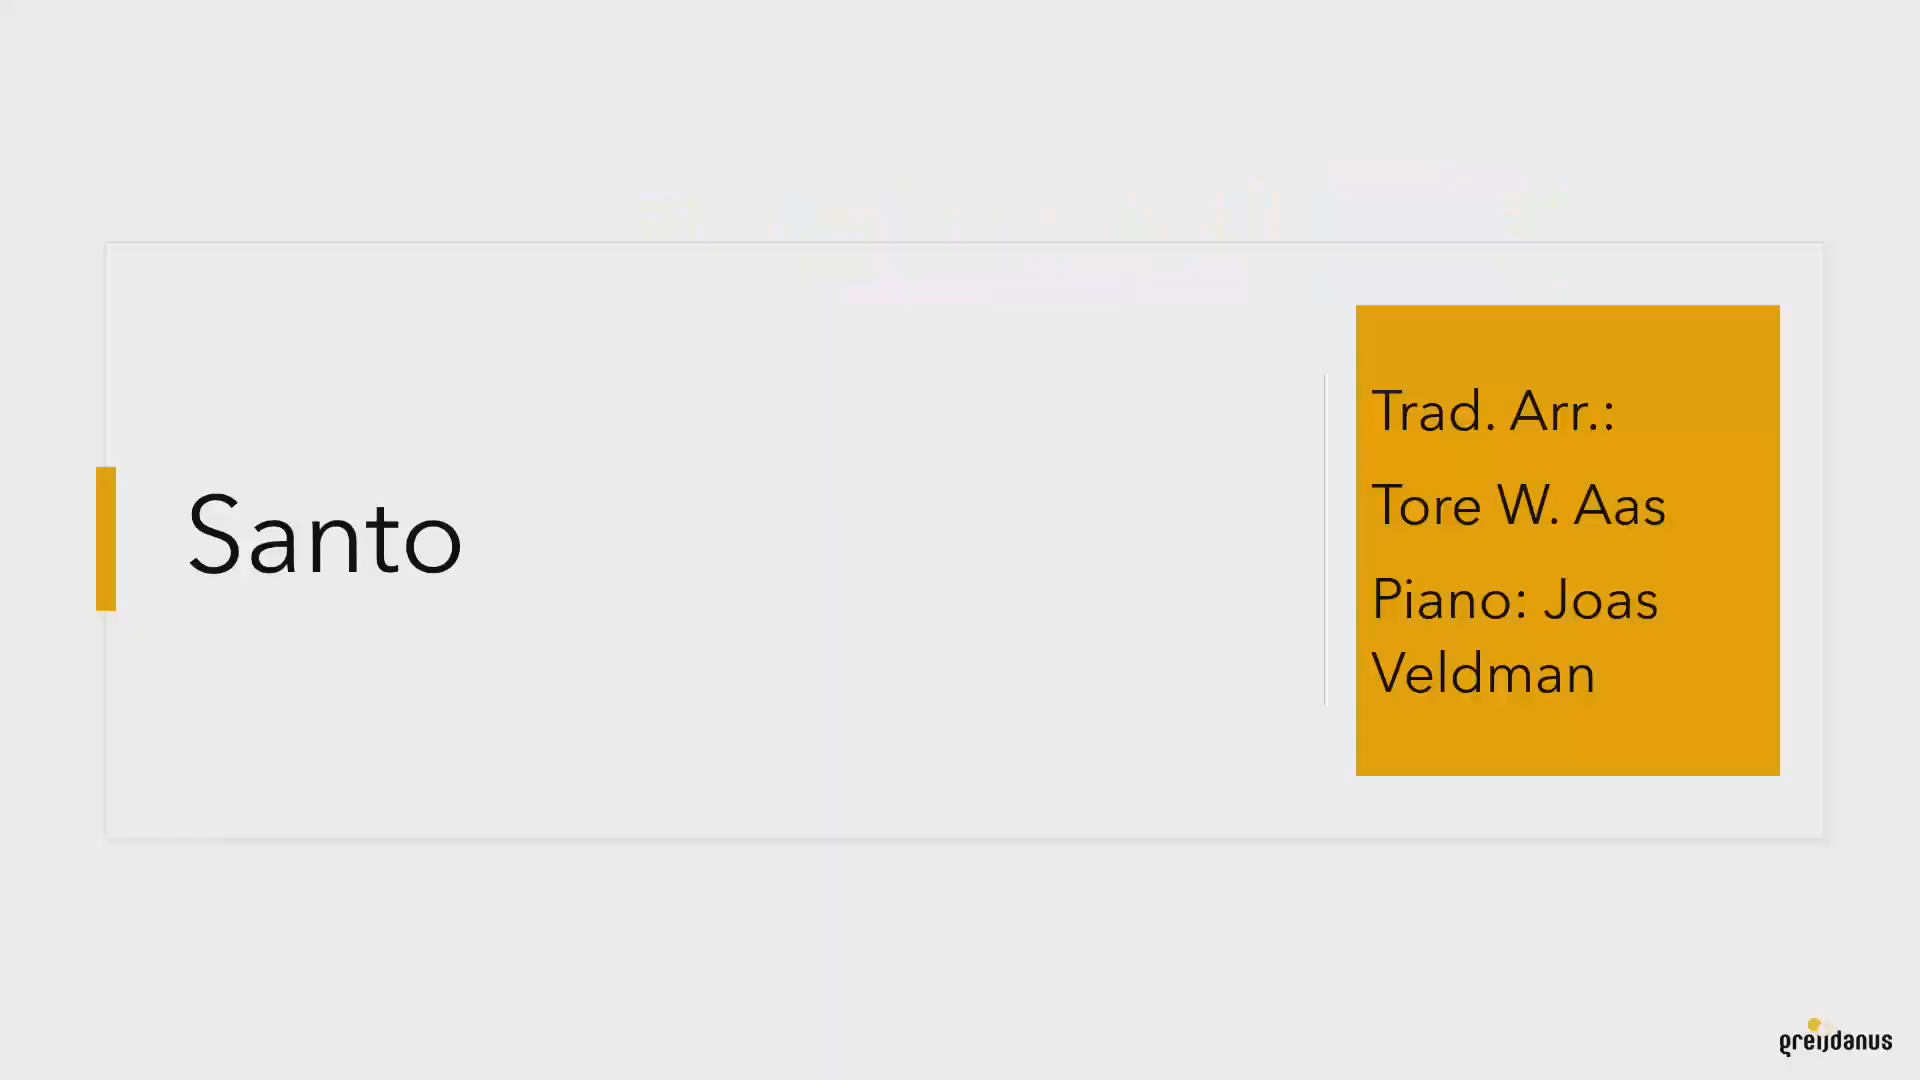 Santo
Trad. Arr.:
Tore W. Aas
Piano: Joas
Veldman
greijdanus